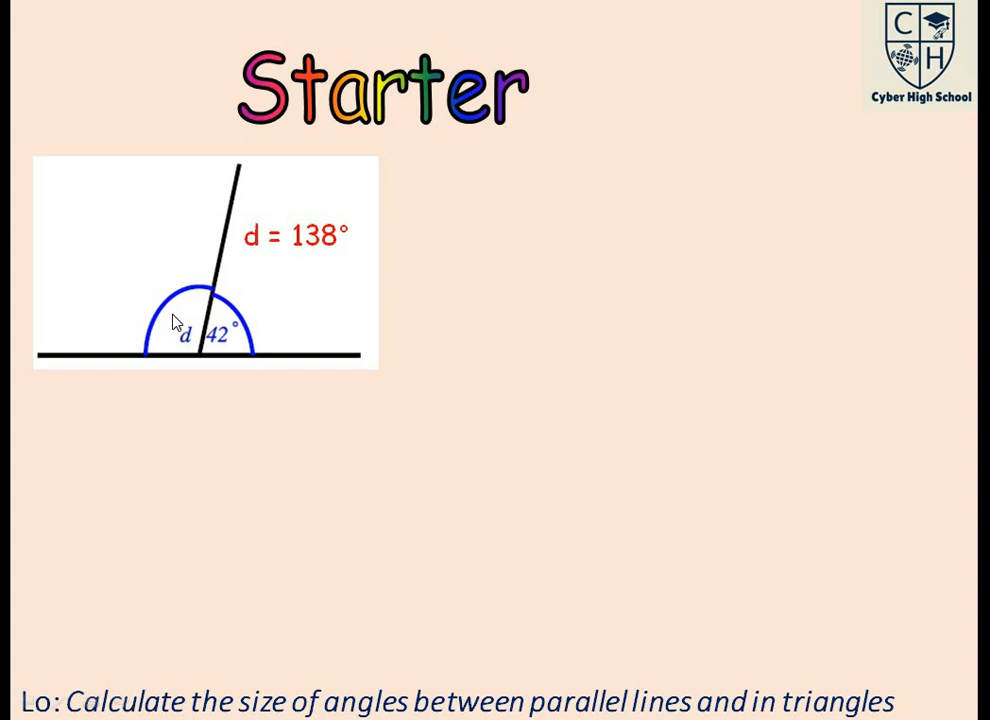 Starter
C
H
Cyber High School
d = 138°
d 42°
Lo: Calculate the size of angles between parallel lines and in triangles